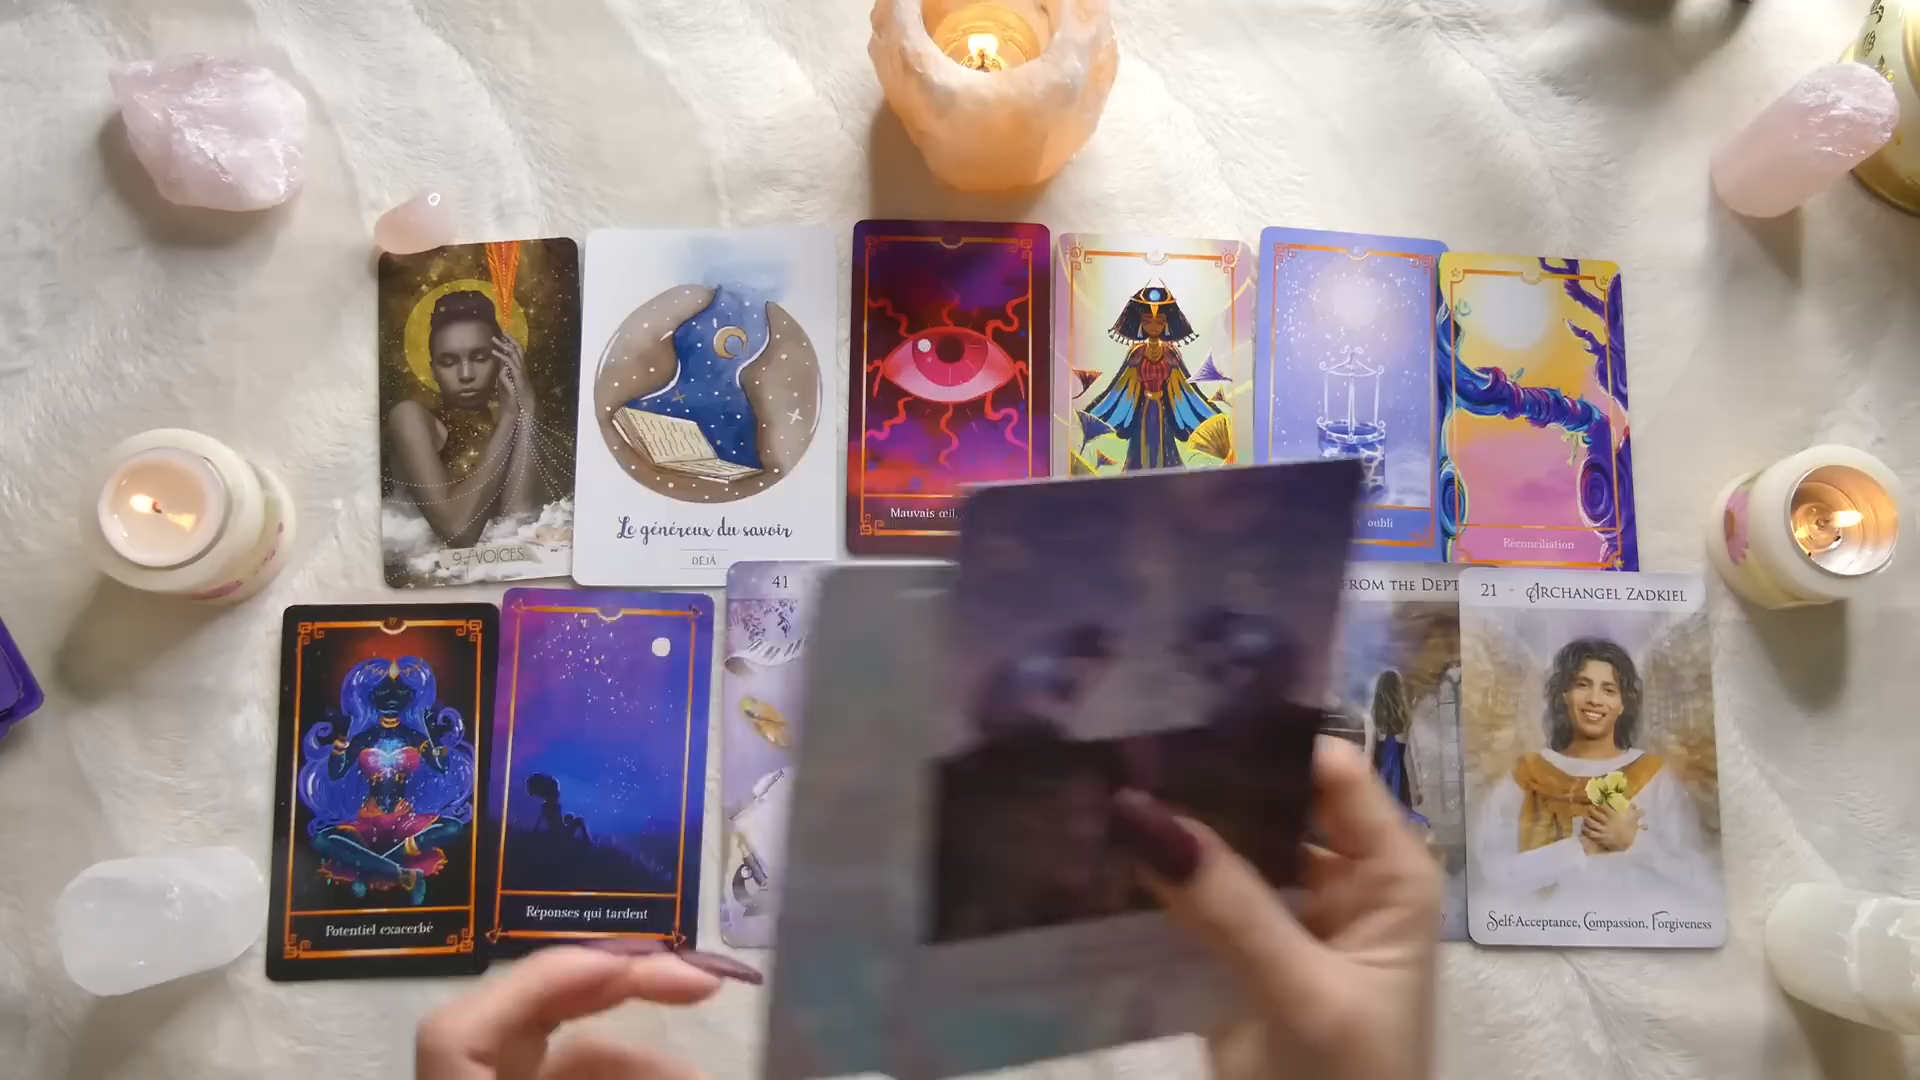 9 of VOICES
Le généreux du savoir
DÉJÀ
Mauvais œil,
oubli
Réconciliation
41
FROM THE DEPT
21 - ARCHANGEL ZADKIEL
Potentiel exacerbé
Réponses qui tardent
Self-Acceptance, Compassion, Forgiveness